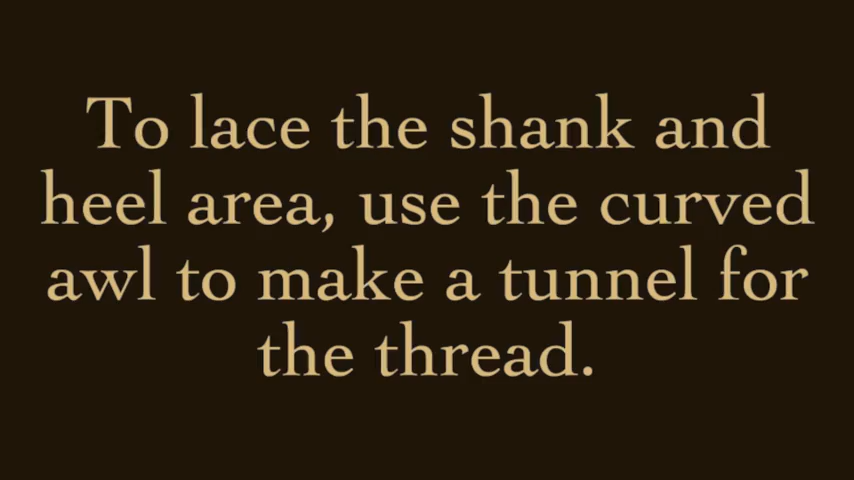 To lace the shank and
heel area, use the curved
awl to make a tunnel for
the thread.